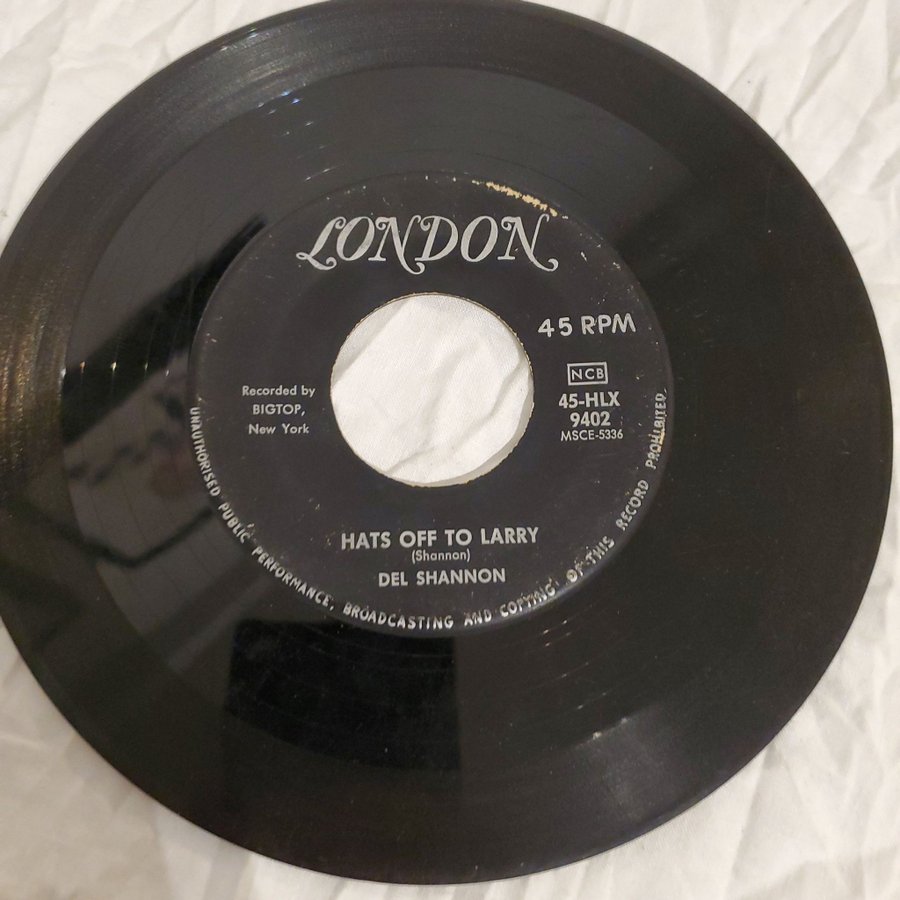 LONDON
45 RPM
NCB
45-HLX
9402
MSCE-5336
Recorded by
BIGTOP,
New York
HATS OFF TO LARRY
(Shannon)
DEL SHANNON
UNAUTHORISED PUBLIC PERFORMANCE, BROADCASTING AND COPYING OF THIS RECORD PROHIBITED.